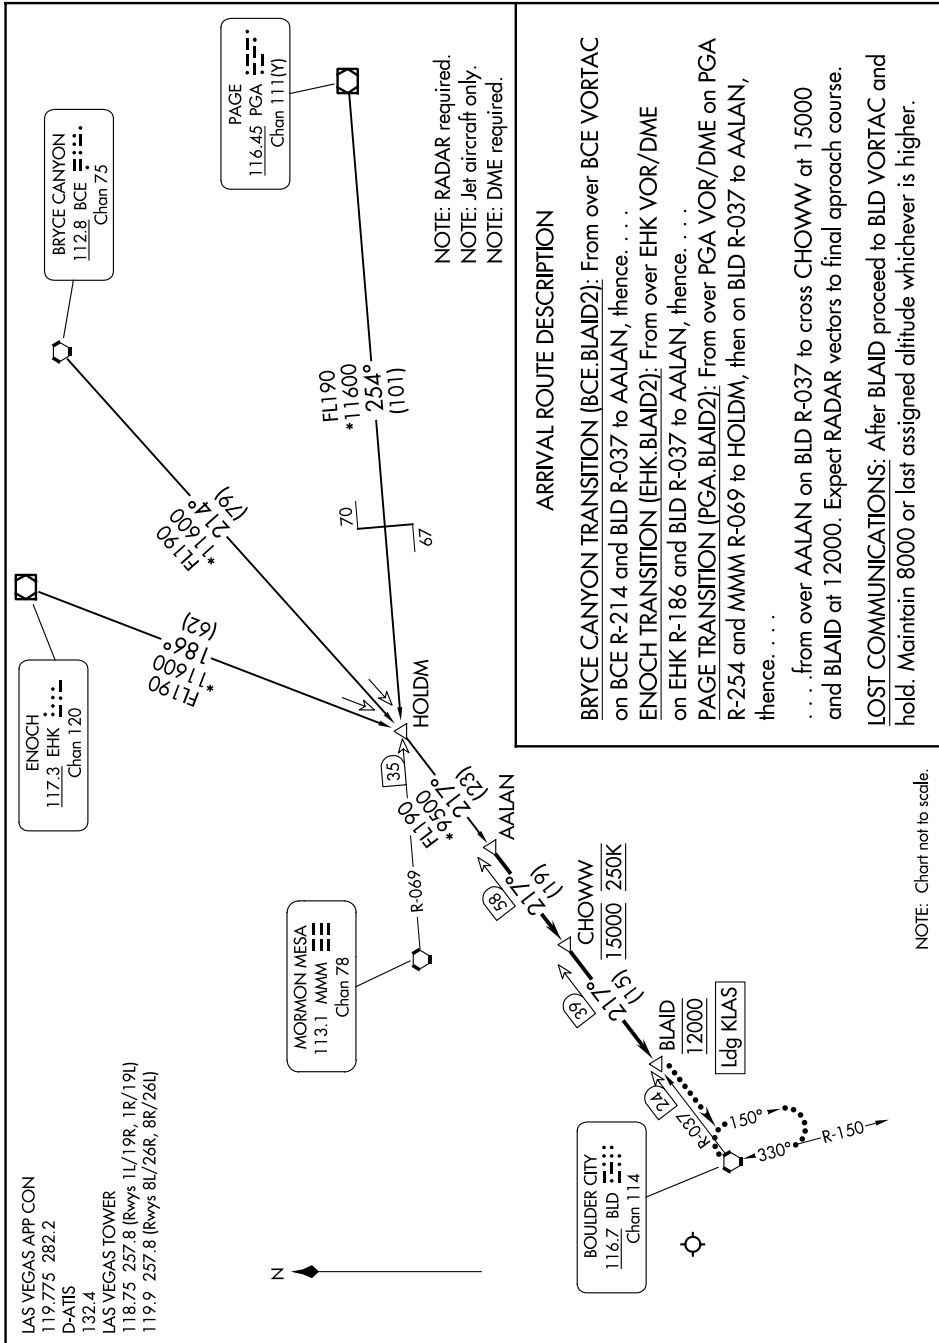 LAS VEGAS APP CON
119.775 282.2
D-ATIS
132.4
LAS VEGAS TOWER
118.75 257.8 (Rwys 1L/19R, 1R/19L)
119.9 257.8 (Rwys 8L/26R, 8R/26L)
N
ENOCH
117.3 EHK
Chan 120
BRYCE CANYON
112.8 BCE
Chan 75
PAGE
116.45 PGA
Chan 111(Y)
MORMON MESA
113.1 MMM
Chan 78
BOULDER CITY
116.7 BLD
Chan 114
NOTE: RADAR required.
NOTE: Jet aircraft only.
NOTE: DME required.
FL190
*11600
186°
(62)
FL190
*11600
214°
(79)
FL190
*11600
254°
(101)
70
67
HOLDM
35
R-069
FL190
*9500
217°
(23)
AALAN
58
217°
(19)
CHOWW
15000 250K
39
217°
(15)
BLAID
12000
Ldg KLAS
24
R-037
150°
330°
R-150
ARRIVAL ROUTE DESCRIPTION
BRYCE CANYON TRANSITION (BCE.BLAID2): From over BCE VORTAC
on BCE R-214 and BLD R-037 to AALAN, thence. . . .
ENOCH TRANSITION (EHK.BLAID2): From over EHK VOR/DME
on EHK R-186 and BLD R-037 to AALAN, thence. . . .
PAGE TRANSITION (PGA.BLAID2): From over PGA VOR/DME on PGA
R-254 and MMM R-069 to HOLDM, then on BLD R-037 to AALAN,
thence. . . .
. . . .from over AALAN on BLD R-037 to cross CHOWW at 15000
and BLAID at 12000. Expect RADAR vectors to final aproach course.
LOST COMMUNICATIONS: After BLAID proceed to BLD VORTAC and
hold. Maintain 8000 or last assigned altitude whichever is higher.
NOTE: Chart not to scale.